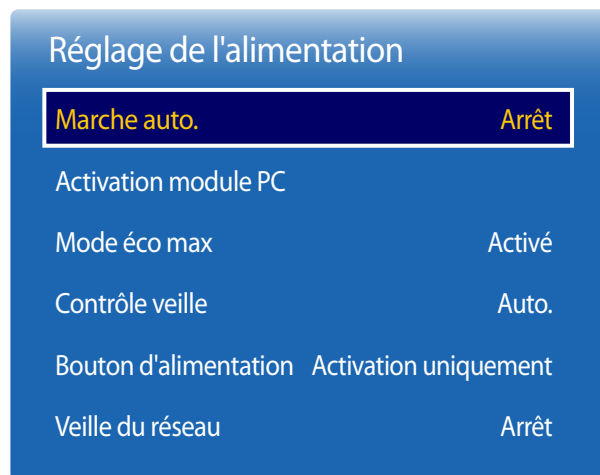 Réglage de l'alimentation
Marche auto. Arrêt
Activation module PC
Mode éco max Activé
Contrôle veille Auto.
Bouton d'alimentation Activation uniquement
Veille du réseau Arrêt